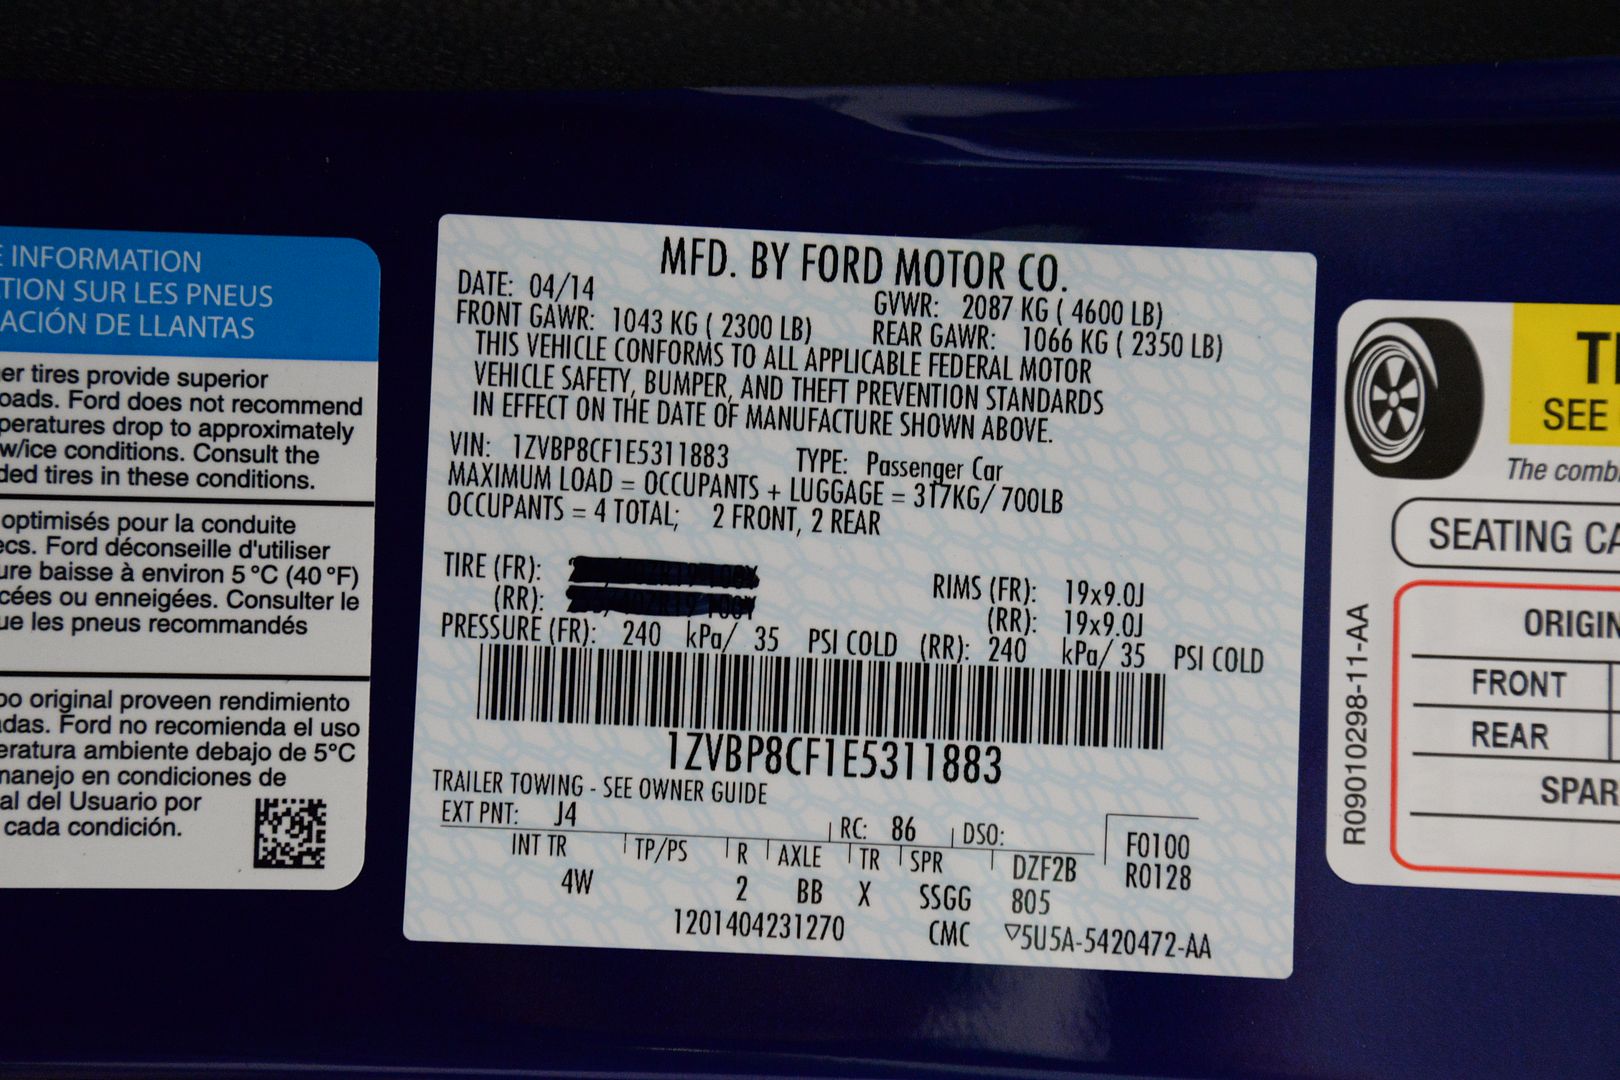 E INFORMATION
TION SUR LES PNEUS
ACIÓN DE LLANTAS
er tires provide superior
oads. Ford does not recommend
peratures drop to approximately
w/ice conditions. Consult the
ded tires in these conditions.
optimisés pour la conduite
ecs. Ford déconseille d'utiliser
ure baisse à environ 5 °C (40 °F)
cées ou enneigées. Consulter le
ue les pneus recommandés
po original proveen rendimiento
adas. Ford no recomienda el uso
eratura ambiente debajo de 5°C
manejo en condiciones de
al del Usuario por
cada condición.
MFD. BY FORD MOTOR CO.
DATE: 04/14 GVWR: 2087 KG ( 4600 LB)
FRONT GAWR: 1043 KG ( 2300 LB) REAR GAWR: 1066 KG ( 2350 LB)
THIS VEHICLE CONFORMS TO ALL APPLICABLE FEDERAL MOTOR
VEHICLE SAFETY, BUMPER, AND THEFT PREVENTION STANDARDS
IN EFFECT ON THE DATE OF MANUFACTURE SHOWN ABOVE.
VIN: 1ZVBP8CF1E5311883 TYPE: Passenger Car
MAXIMUM LOAD = OCCUPANTS + LUGGAGE = 317KG/ 700LB
OCCUPANTS = 4 TOTAL; 2 FRONT, 2 REAR
TIRE (FR): RIMS (FR): 19x9.0J
(RR): (RR): 19x9.0J
PRESSURE (FR): 240 kPa/ 35 PSI COLD (RR): 240 kPa/ 35 PSI COLD
1ZVBP8CF1E5311883
TRAILER TOWING - SEE OWNER GUIDE
EXT PNT: J4 RC: 86 DSO: F0100
INT TR TP/PS R AXLE TR SPR DZF2B R0128
4W 2 BB X SSGG 805
1201404231270 CMC ▽5U5A-5420472-AA
R09010298-11-AA
TI
SEE
The combi
SEATING CA
ORIGIN
FRONT
REAR
SPAR